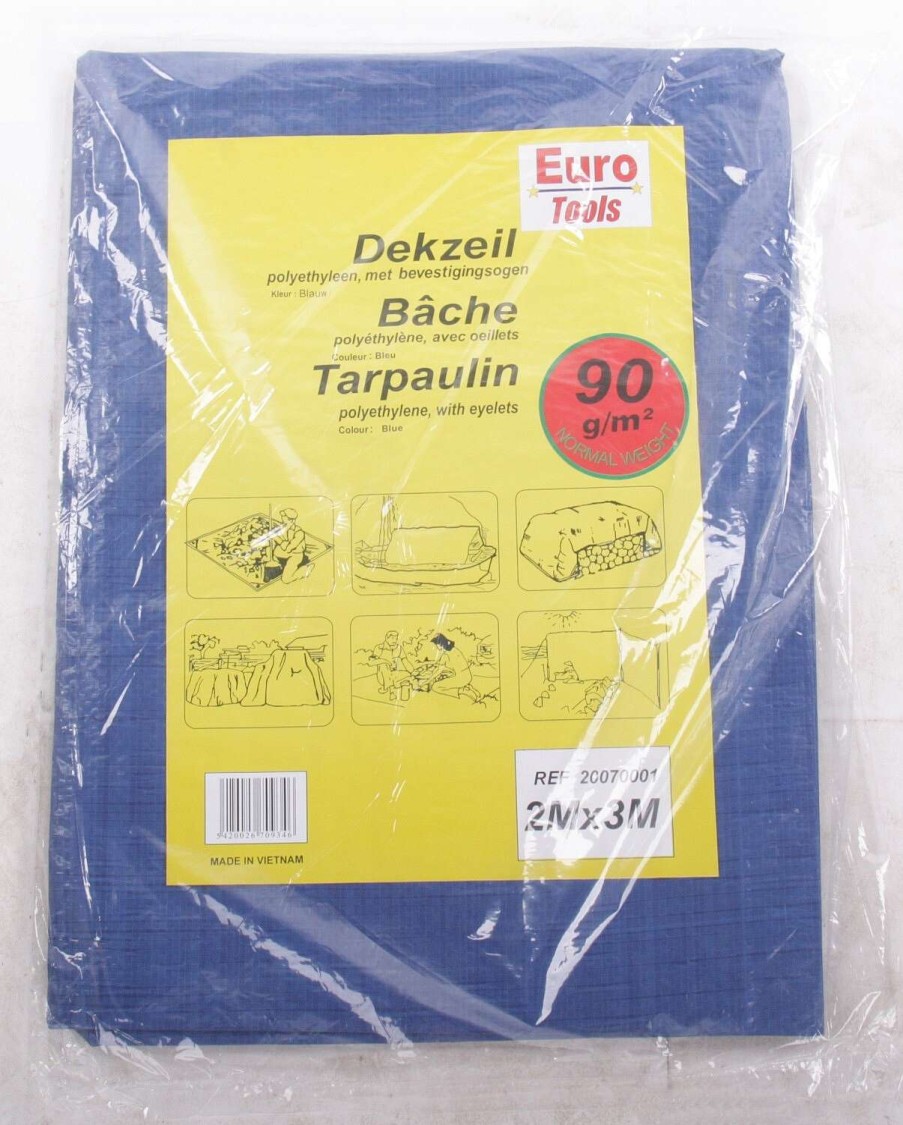 Euro
Tools
Dekzeil
polyethyleen, met bevestigingsogen
Kleur : Blauw
Bâche
polyéthylène, avec oeillets
Couleur : Bleu
Tarpaulin
polyethylene, with eyelets
Colour : Blue
90
g/m²
NORMAL WEIGHT
REF 20070001
2Mx3M
5420026709346
MADE IN VIETNAM